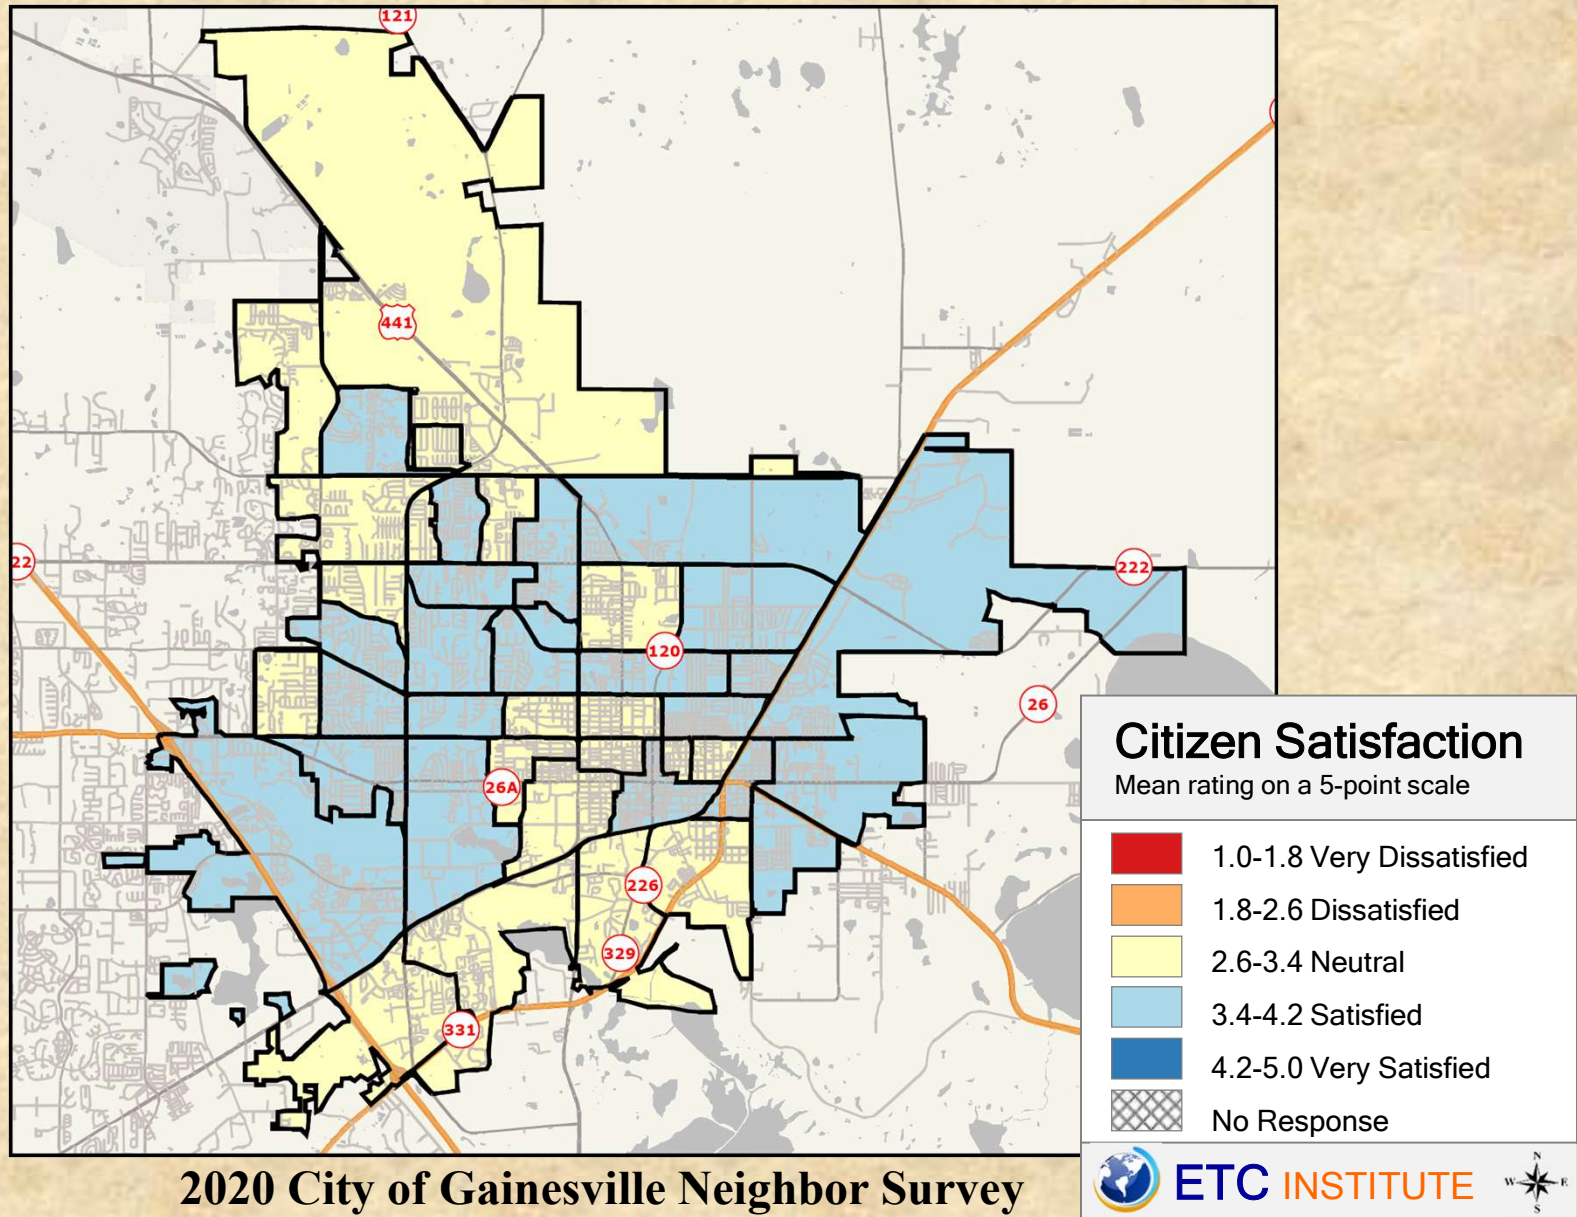 121
441
22
222
120
26
26A
226
329
331
Citizen Satisfaction
Mean rating on a 5-point scale
1.0-1.8 Very Dissatisfied
1.8-2.6 Dissatisfied
2.6-3.4 Neutral
3.4-4.2 Satisfied
4.2-5.0 Very Satisfied
No Response
ETC INSTITUTE
N
W E
S
2020 City of Gainesville Neighbor Survey